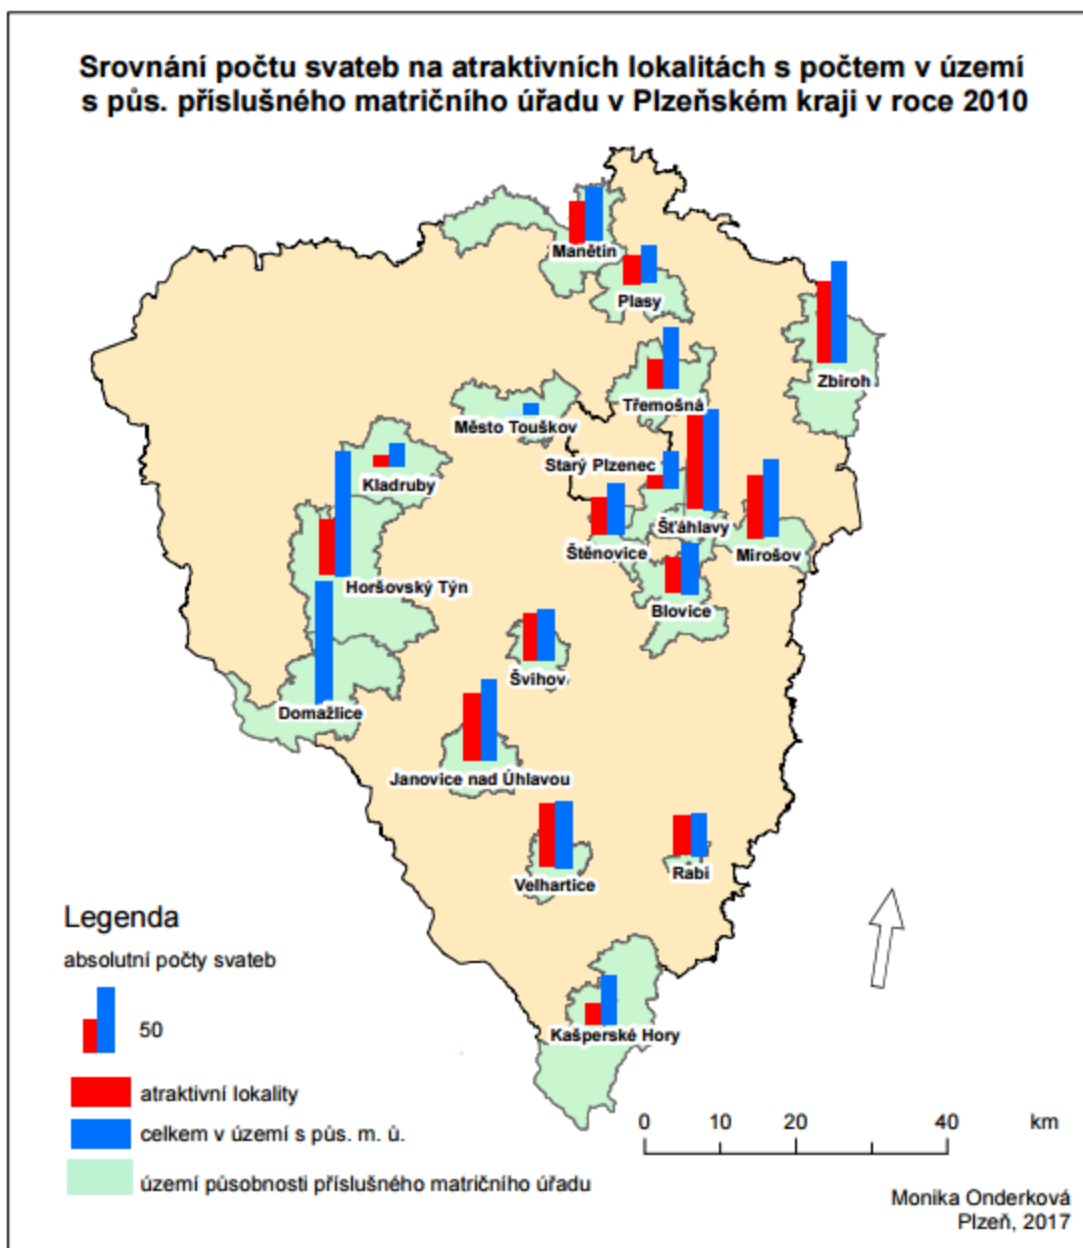 Srovnání počtu svateb na atraktivních lokalitách s počtem v území
s půs. příslušného matričního úřadu v Plzeňském kraji v roce 2010
Manětín
Plasy
Zbiroh
Třemošná
Město Touškov
Starý Plzenec
Kladruby
Šťáhlavy
Štěnovice
Mirošov
Horšovský Týn
Blovice
Švihov
Domažlice
Janovice nad Úhlavou
Rabí
Velhartice
Legenda
absolutní počty svateb
50
Kašperské Hory
atraktivní lokality
celkem v území s půs. m. ú.
území působnosti příslušného matričního úřadu
0 10 20 40 km
Monika Onderková
Plzeň, 2017